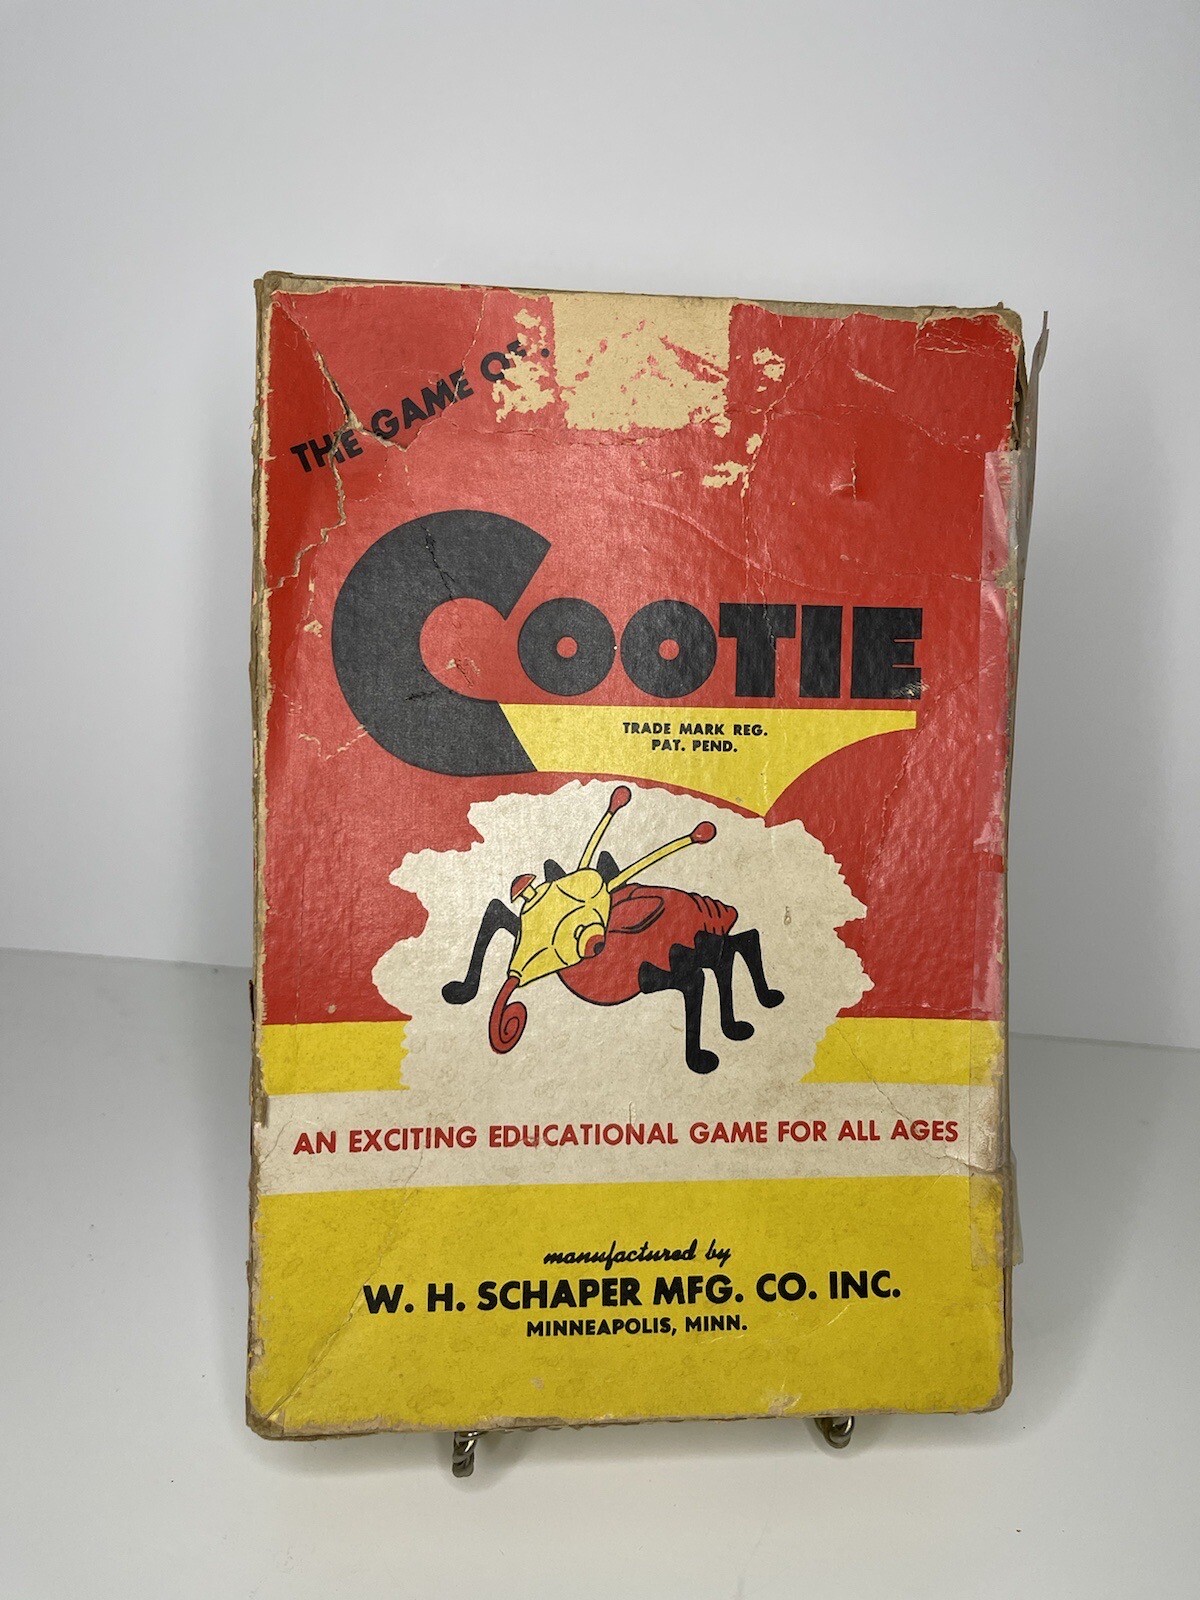 THE GAME OF..
COOTIE
TRADE MARK REG.
PAT. PEND.
AN EXCITING EDUCATIONAL GAME FOR ALL AGES
manufactured by
W. H. SCHAPER MFG. CO. INC.
MINNEAPOLIS, MINN.